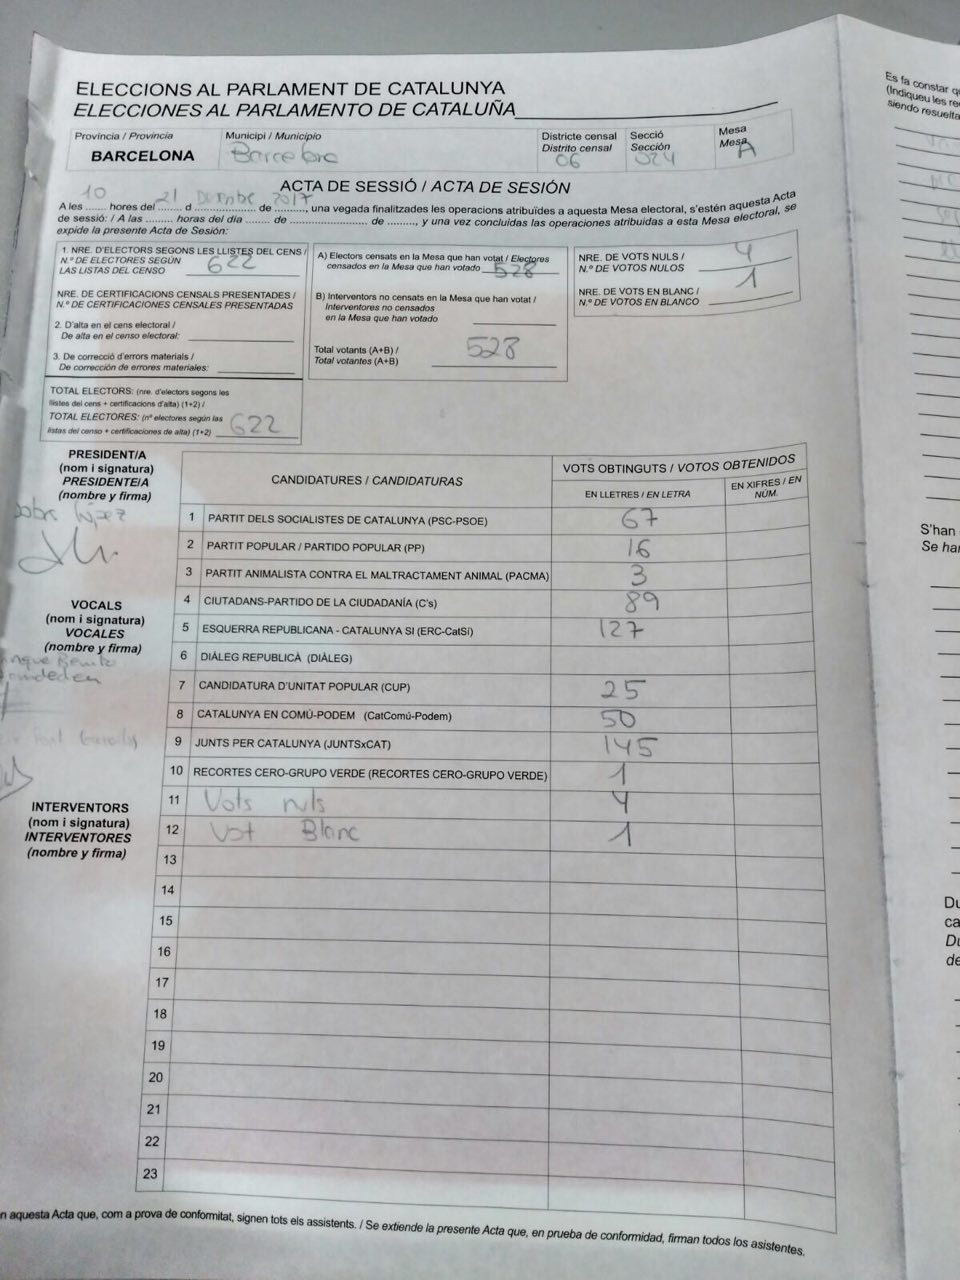 ELECCIONS AL PARLAMENT DE CATALUNYA
ELECCIONES AL PARLAMENTO DE CATALUÑA
Província / Provincia
BARCELONA
Municipi / Municipio
Barcelona
Districte censal
Distrito censal
06
Secció
Sección
024
Mesa
Mesa
A
ACTA DE SESSIÓ / ACTA DE SESIÓN
10 21 Desembre 2017
A les ........ hores del ........ d ........................ de ........., una vegada finalitzades les operacions atribuïdes a aquesta Mesa electoral, s'estén aquesta Acta
de sessió: / A las ......... horas del día ....... de ........................ de ........., y una vez concluidas las operaciones atribuidas a esta Mesa electoral, se
expide la presente Acta de Sesión:
1. NRE. D'ELECTORS SEGONS LES LLISTES DEL CENS /
N.º DE ELECTORES SEGÚN
LAS LISTAS DEL CENSO 622
NRE. DE CERTIFICACIONS CENSALS PRESENTADES /
N.º DE CERTIFICACIONES CENSALES PRESENTADAS
2. D'alta en el cens electoral /
De alta en el censo electoral:
3. De correcció d'errors materials /
De corrección de errores materiales:
TOTAL ELECTORS: (nre. d'electors segons les
llistes del cens + certificacions d'alta) (1+2) /
TOTAL ELECTORES: (nº electores según las
listas del censo + certificaciones de alta) (1+2) 622
A) Electors censats en la Mesa que han votat / Electores
censados en la Mesa que han votado 528
B) Interventors no censats en la Mesa que han votat /
Interventores no censados
en la Mesa que han votado
Total votants (A+B) /
Total votantes (A+B) 528
NRE. DE VOTS NULS /
N.º DE VOTOS NULOS 4
NRE. DE VOTS EN BLANC /
N.º DE VOTOS EN BLANCO 1
PRESIDENT/A
(nom i signatura)
PRESIDENTE/A
(nombre y firma)
López
VOCALS
(nom i signatura)
VOCALES
(nombre y firma)
Benito
INTERVENTORS
(nom i signatura)
INTERVENTORES
(nombre y firma)
CANDIDATURES / CANDIDATURAS
VOTS OBTINGUTS / VOTOS OBTENIDOS
EN LLETRES / EN LETRA
EN XIFRES / EN
NÚM.
1 PARTIT DELS SOCIALISTES DE CATALUNYA (PSC-PSOE) 67
2 PARTIT POPULAR / PARTIDO POPULAR (PP) 16
3 PARTIT ANIMALISTA CONTRA EL MALTRACTAMENT ANIMAL (PACMA) 3
4 CIUTADANS-PARTIDO DE LA CIUDADANÍA (C's) 89
5 ESQUERRA REPUBLICANA - CATALUNYA SI (ERC-CatSí) 127
6 DIÀLEG REPUBLICÀ (DIÀLEG)
7 CANDIDATURA D'UNITAT POPULAR (CUP) 25
8 CATALUNYA EN COMÚ-PODEM (CatComú-Podem) 50
9 JUNTS PER CATALUNYA (JUNTSxCAT) 145
10 RECORTES CERO-GRUPO VERDE (RECORTES CERO-GRUPO VERDE) 1
11 Vots nuls 4
12 Vot Blanc 1
13
14
15
16
17
18
19
20
21
22
23
n aquesta Acta que, com a prova de conformitat, signen tots els assistents. / Se extiende la presente Acta que, en prueba de conformidad, firman todos los asistentes.
Es fa constar q
(Indiqueu les re
siendo resuelta
S'han
Se har
Du
ca
Du
de